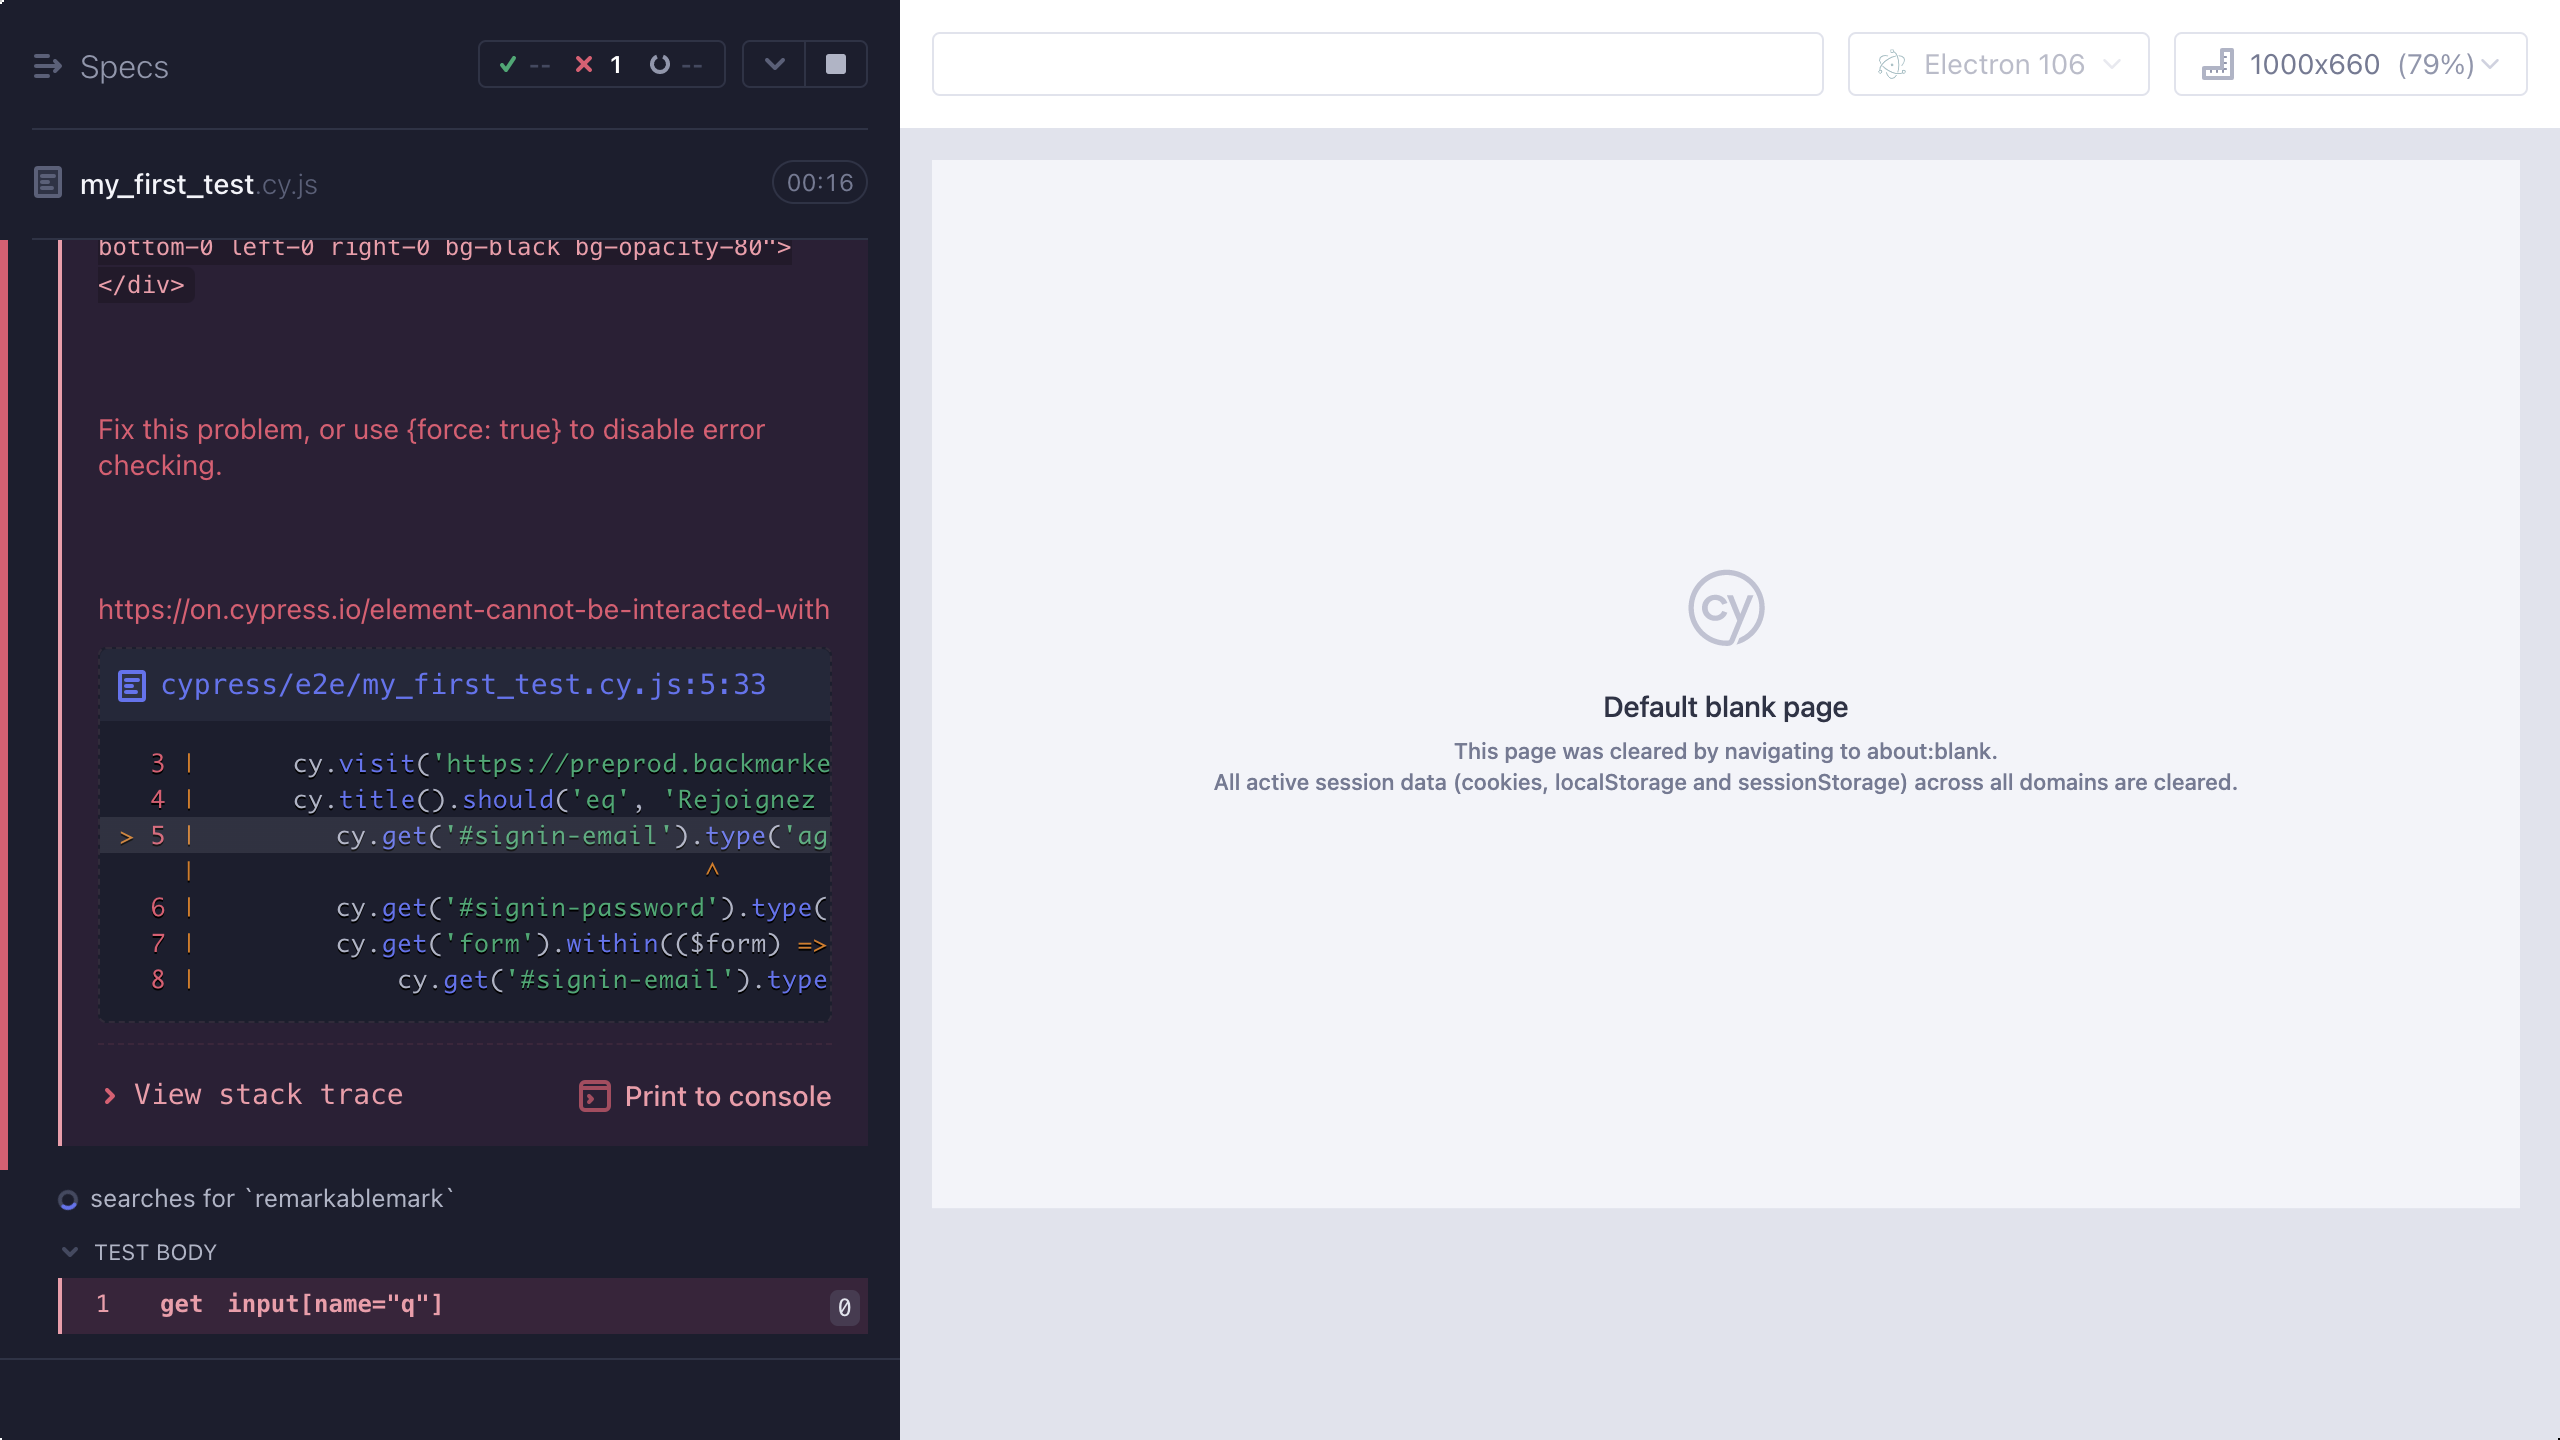 Specs
-- 1 --
my_first_test.cy.js
00:16
bottom-0 left-0 right-0 bg-black bg-opacity-80">
</div>
Fix this problem, or use {force: true} to disable error
checking.
https://on.cypress.io/element-cannot-be-interacted-with
cypress/e2e/my_first_test.cy.js:5:33
3 | cy.visit('https://preprod.backmarke
4 | cy.title().should('eq', 'Rejoignez
> 5 | cy.get('#signin-email').type('ag
| ^
6 | cy.get('#signin-password').type(
7 | cy.get('form').within(($form) =>
8 | cy.get('#signin-email').type
View stack trace
Print to console
searches for `remarkablemark`
TEST BODY
1 get input[name="q"] 0
Electron 106
1000x660 (79%)
cy
Default blank page
This page was cleared by navigating to about:blank.
All active session data (cookies, localStorage and sessionStorage) across all domains are cleared.